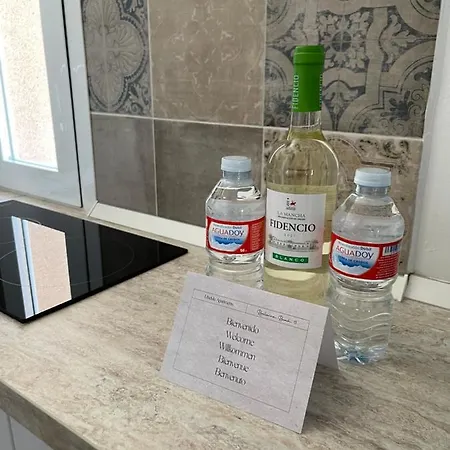 FIDENCIO
LA MANCHA
FIDENCIO
BLANCO
AGUADOY
AGUADOY
Bienvenido
Welcome
Willkommen
Bienvenue
Benvenuto